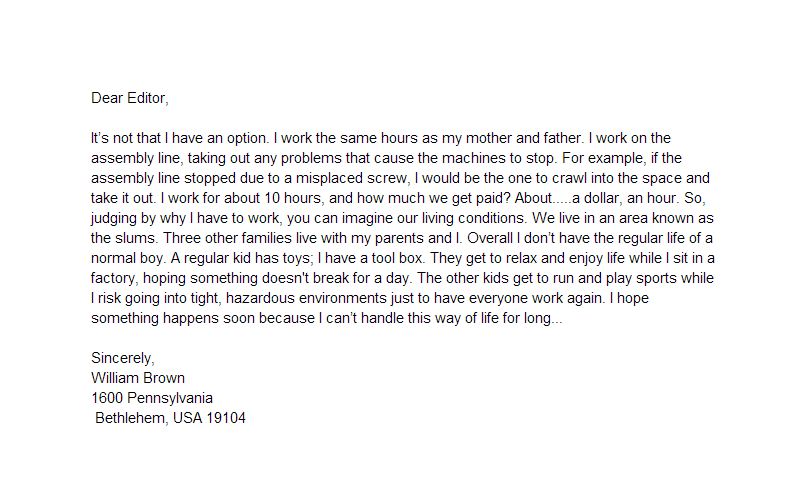 Dear Editor,
It's not that I have an option. I work the same hours as my mother and father. I work on the
assembly line, taking out any problems that cause the machines to stop. For example, if the
assembly line stopped due to a misplaced screw, I would be the one to crawl into the space and
take it out. I work for about 10 hours, and how much we get paid? About.....a dollar, an hour. So,
judging by why I have to work, you can imagine our living conditions. We live in an area known as
the slums. Three other families live with my parents and I. Overall I don't have the regular life of a
normal boy. A regular kid has toys; I have a tool box. They get to relax and enjoy life while I sit in a
factory, hoping something doesn't break for a day. The other kids get to run and play sports while
I risk going into tight, hazardous environments just to have everyone work again. I hope
something happens soon because I can't handle this way of life for long...
Sincerely,
William Brown
1600 Pennsylvania
Bethlehem, USA 19104